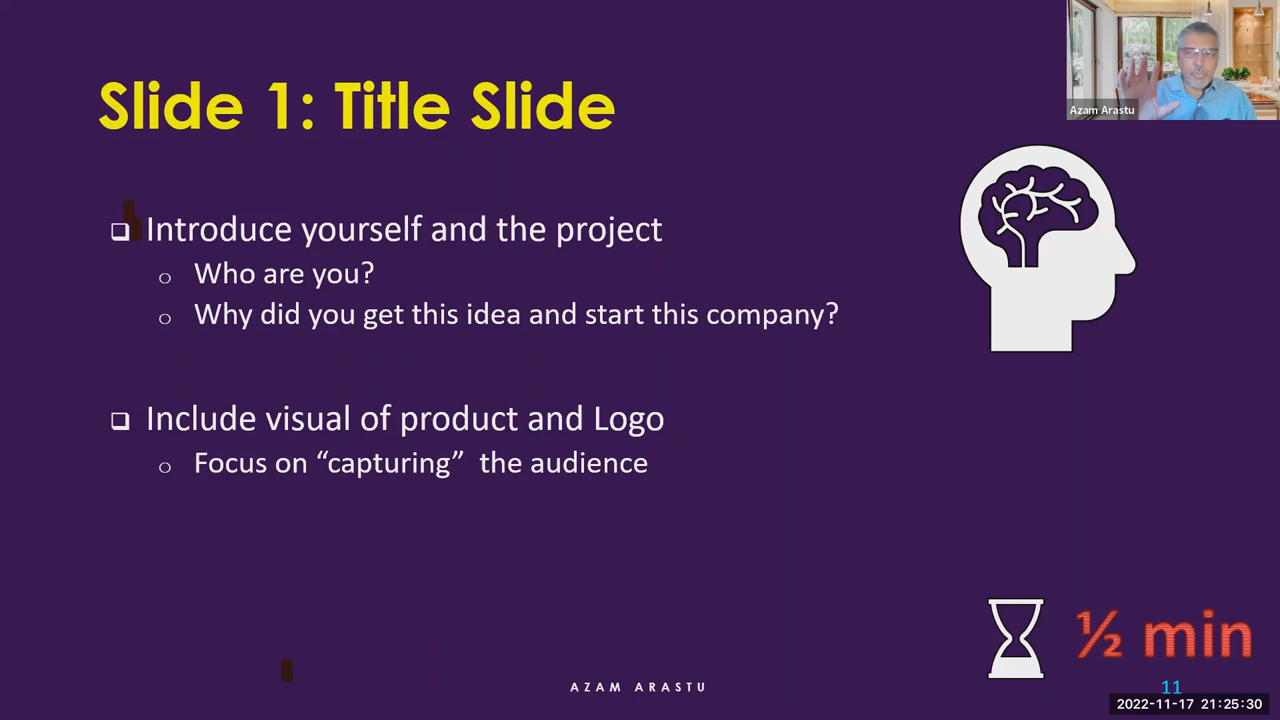 Slide 1: Title Slide
Azam Arastu
❑ Introduce yourself and the project
o Who are you?
o Why did you get this idea and start this company?
❑ Include visual of product and Logo
o Focus on “capturing” the audience
½ min
AZAM ARASTU
11
2022-11-17 21:25:30